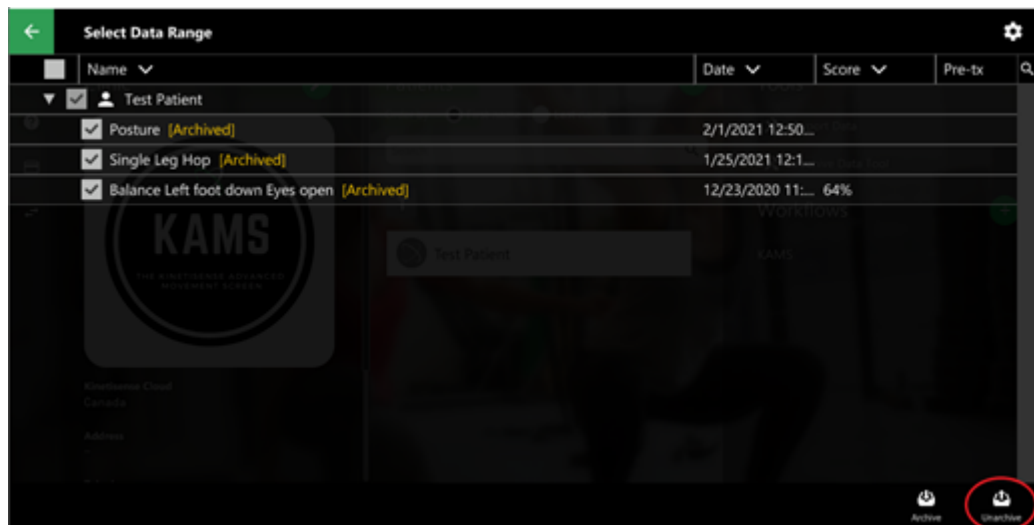 Select Data Range
Name Date Score Pre-tx
Test Patient
Posture [Archived] 2/1/2021 12:50...
Single Leg Hop [Archived] 1/25/2021 12:1...
Balance Left foot down Eyes open [Archived] 12/23/2020 11:... 64%
Workflows
KAMS
THE KINETISENSE ADVANCED
MOVEMENT SCREEN
Test Patient
KAMS
Kinetisense Cloud
Canada
Address
Archive Unarchive